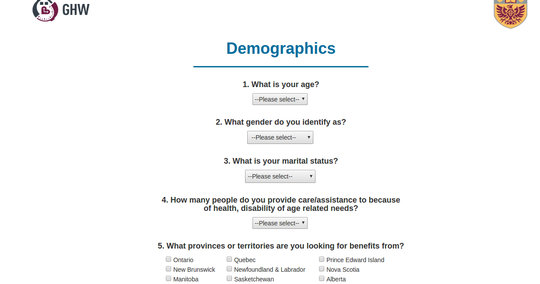 GHW
Demographics
1. What is your age?
--Please select--
2. What gender do you identify as?
--Please select--
3. What is your marital status?
--Please select--
4. How many people do you provide care/assistance to because
of health, disability of age related needs?
--Please select--
5. What provinces or territories are you looking for benefits from?
Ontario Quebec Prince Edward Island
New Brunswick Newfoundland & Labrador Nova Scotia
Manitoba Sasketchewan Alberta